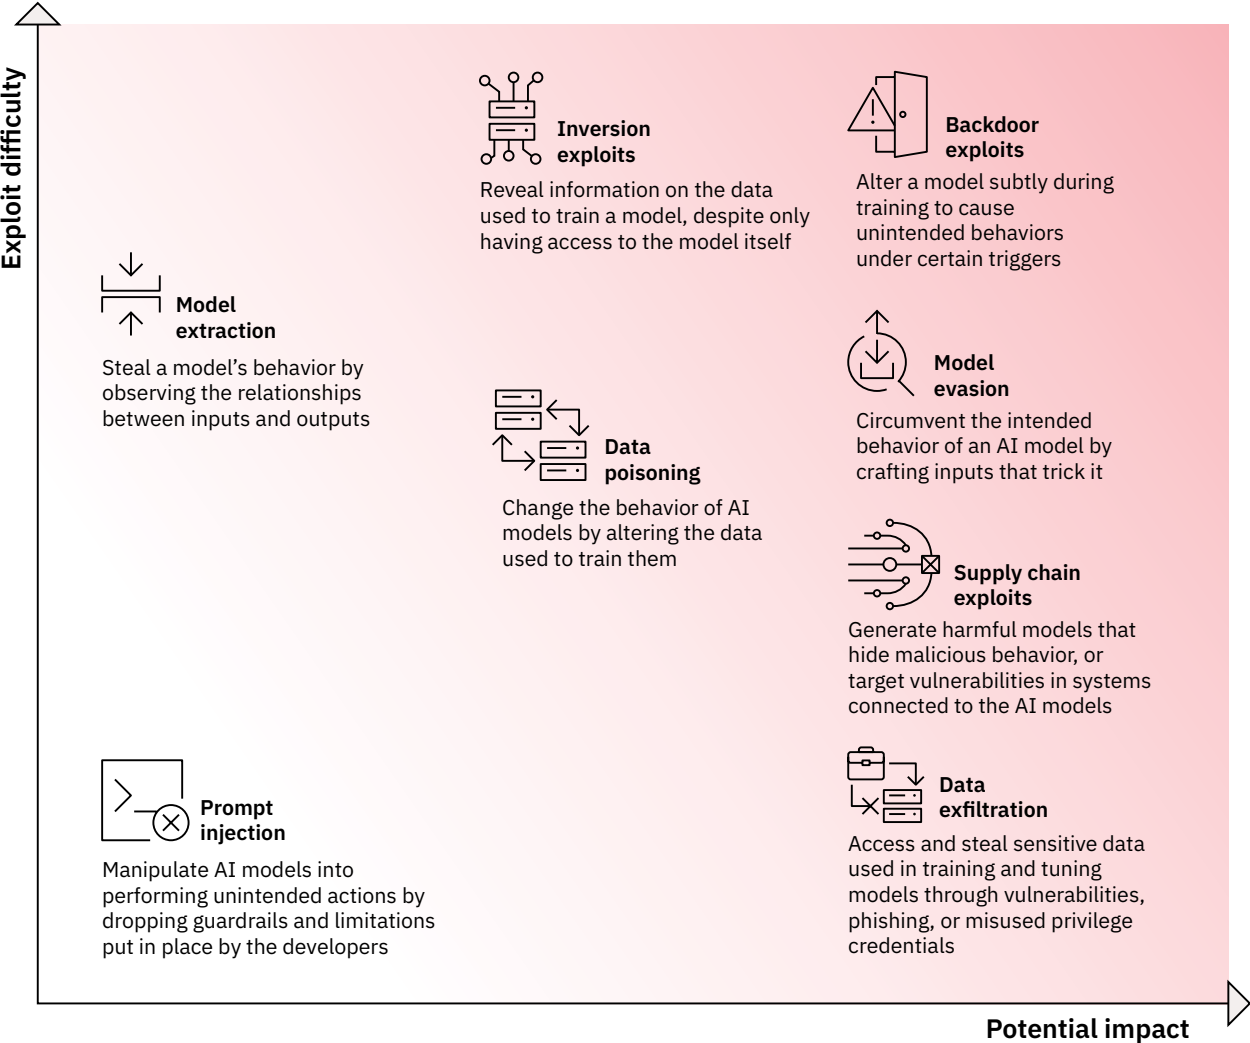 Exploit difficulty
Inversion
exploits
Reveal information on the data
used to train a model, despite only
having access to the model itself
Backdoor
exploits
Alter a model subtly during
training to cause
unintended behaviors
under certain triggers
Model
extraction
Steal a model’s behavior by
observing the relationships
between inputs and outputs
Model
evasion
Circumvent the intended
behavior of an AI model by
crafting inputs that trick it
Data
poisoning
Change the behavior of AI
models by altering the data
used to train them
Supply chain
exploits
Generate harmful models that
hide malicious behavior, or
target vulnerabilities in systems
connected to the AI models
Prompt
injection
Manipulate AI models into
performing unintended actions by
dropping guardrails and limitations
put in place by the developers
Data
exfiltration
Access and steal sensitive data
used in training and tuning
models through vulnerabilities,
phishing, or misused privilege
credentials
Potential impact